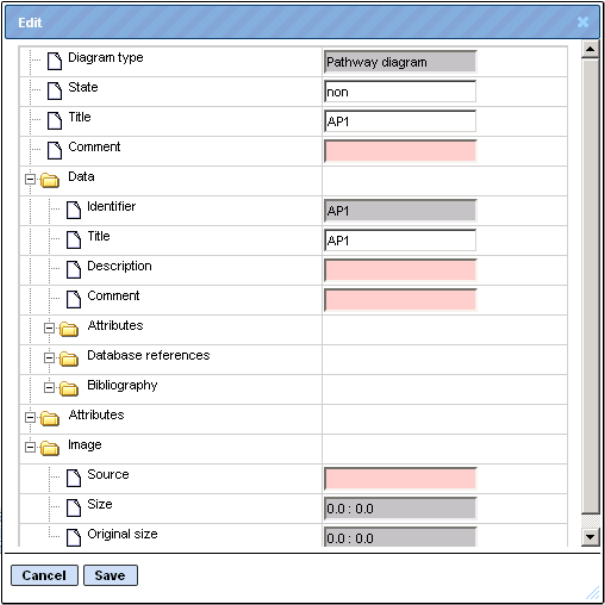 Edit
Diagram type Pathway diagram
State non
Title AP1
Comment
Data
Identifier AP1
Title AP1
Description
Comment
Attributes
Database references
Bibliography
Attributes
Image
Source
Size 0.0 : 0.0
Original size 0.0 : 0.0
Cancel Save